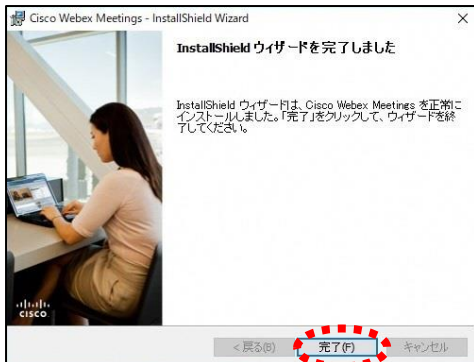 Cisco Webex Meetings - InstallShield Wizard
InstallShield ウィザードを完了しました
InstallShield ウィザードは、Cisco Webex Meetings を正常に
インストールしました。「完了」をクリックして、ウィザードを終
了してください。
CISCO
< 戻る(B)
完了(F)
キャンセル